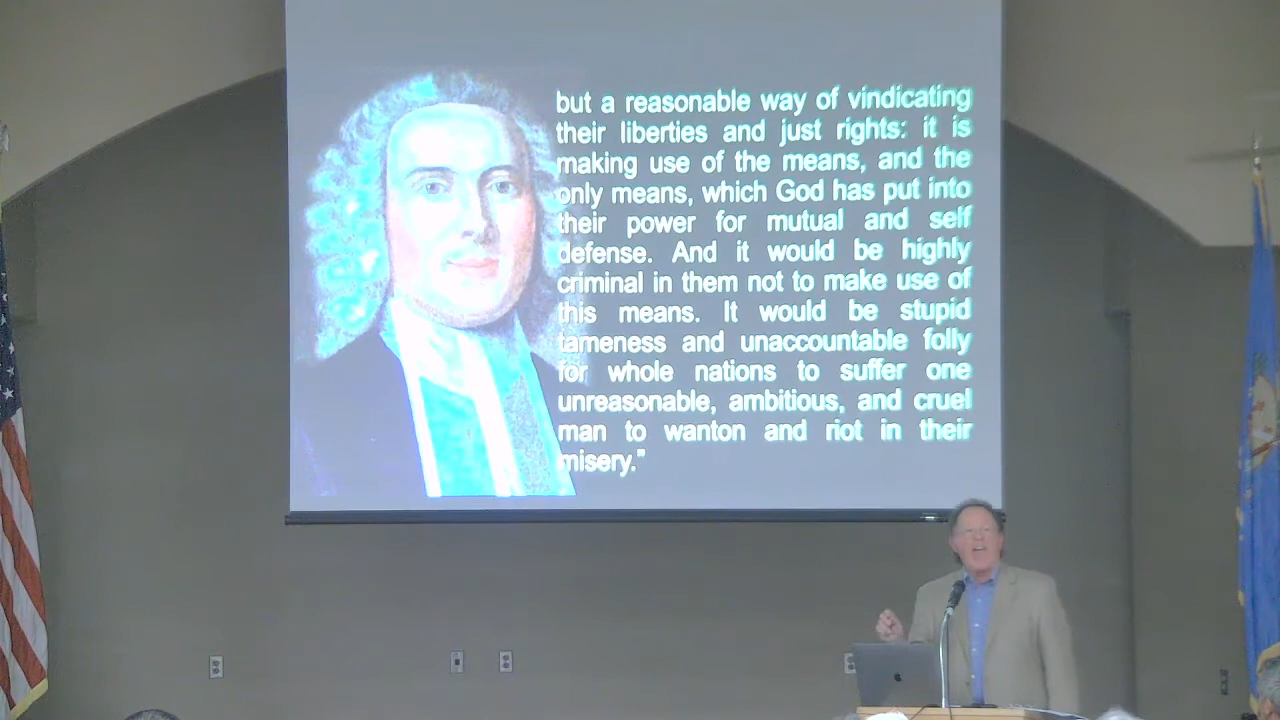 but a reasonable way of vindicating
their liberties and just rights: it is
making use of the means, and the
only means, which God has put into
their power for mutual and self
defense. And it would be highly
criminal in them not to make use of
this means. It would be stupid
tameness and unaccountable folly
for whole nations to suffer one
unreasonable, ambitious, and cruel
man to wanton and riot in their
misery."